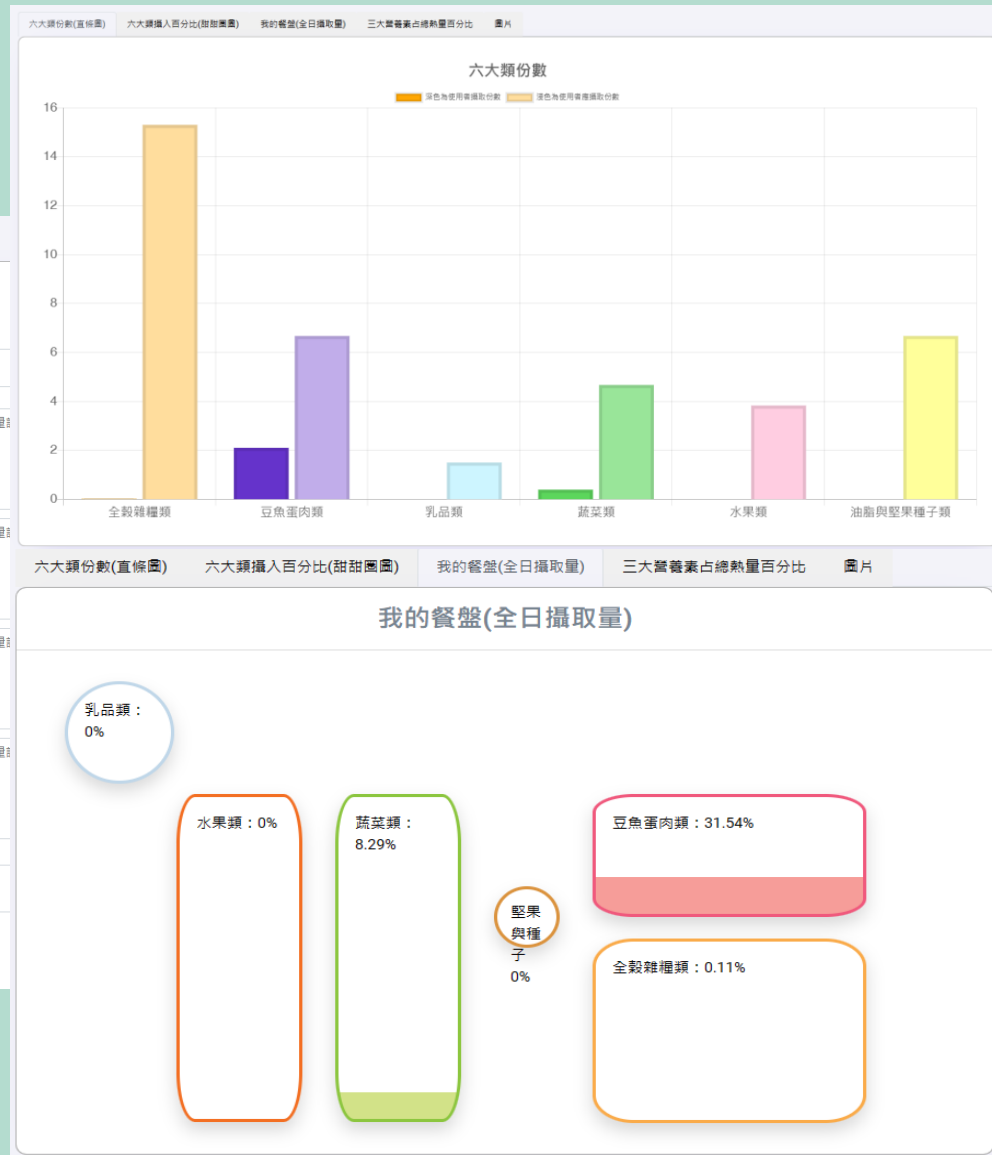 六大類份數(直條圖) 六大類攝入百分比(甜甜圈圖) 我的餐盤(全日攝取量) 三大營養素占總熱量百分比 圖片
六大類份數
深色為使用者攝取份數 淺色為使用者應攝取份數
16
14
12
10
8
6
4
2
0
全穀雜糧類 豆魚蛋肉類 乳品類 蔬菜類 水果類 油脂與堅果種子類
六大類份數(直條圖) 六大類攝入百分比(甜甜圈圖) 我的餐盤(全日攝取量) 三大營養素占總熱量百分比 圖片
我的餐盤(全日攝取量)
乳品類：
0%
水果類：0%
蔬菜類：
8.29%
堅果
與種
子
0%
豆魚蛋肉類：31.54%
全穀雜糧類：0.11%